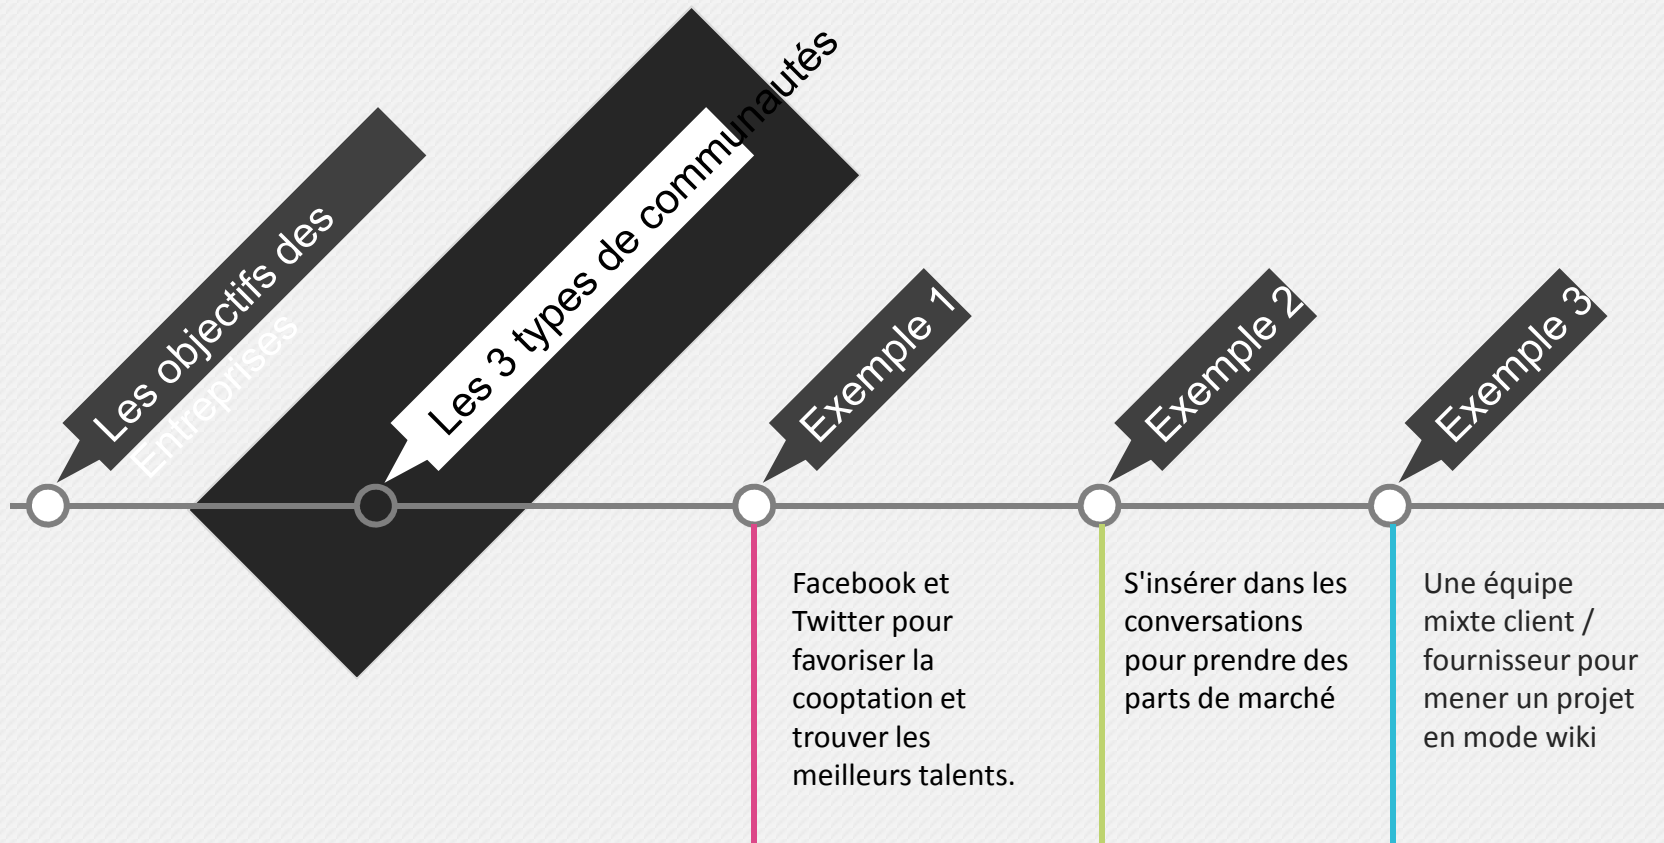 Les objectifs des
Entreprises
Les 3 types de communautés
Exemple 1
Exemple 2
Exemple 3
Facebook et
Twitter pour
favoriser la
cooptation et
trouver les
meilleurs talents.
S'insérer dans les
conversations
pour prendre des
parts de marché
Une équipe
mixte client /
fournisseur pour
mener un projet
en mode wiki